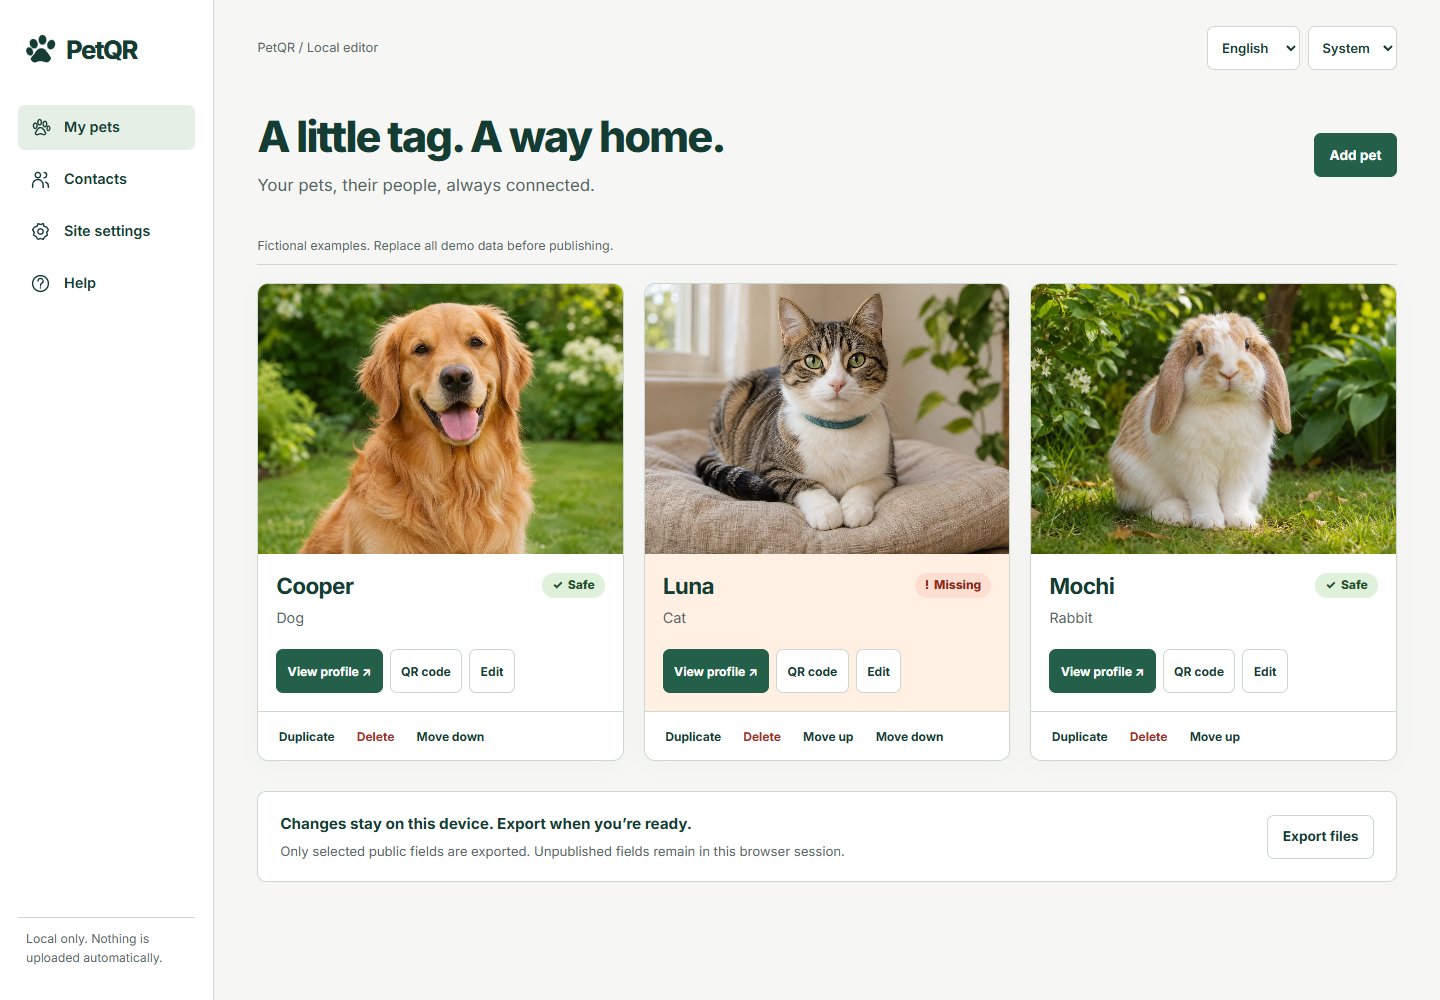 PetQR
My pets
Contacts
Site settings
Help
Local only. Nothing is
uploaded automatically.
PetQR / Local editor
English
System
A little tag. A way home.
Your pets, their people, always connected.
Add pet
Fictional examples. Replace all demo data before publishing.
Cooper
✓ Safe
Dog
View profile ↗ QR code Edit
Duplicate Delete Move down
Luna
! Missing
Cat
View profile ↗ QR code Edit
Duplicate Delete Move up Move down
Mochi
✓ Safe
Rabbit
View profile ↗ QR code Edit
Duplicate Delete Move up
Changes stay on this device. Export when you’re ready.
Only selected public fields are exported. Unpublished fields remain in this browser session.
Export files